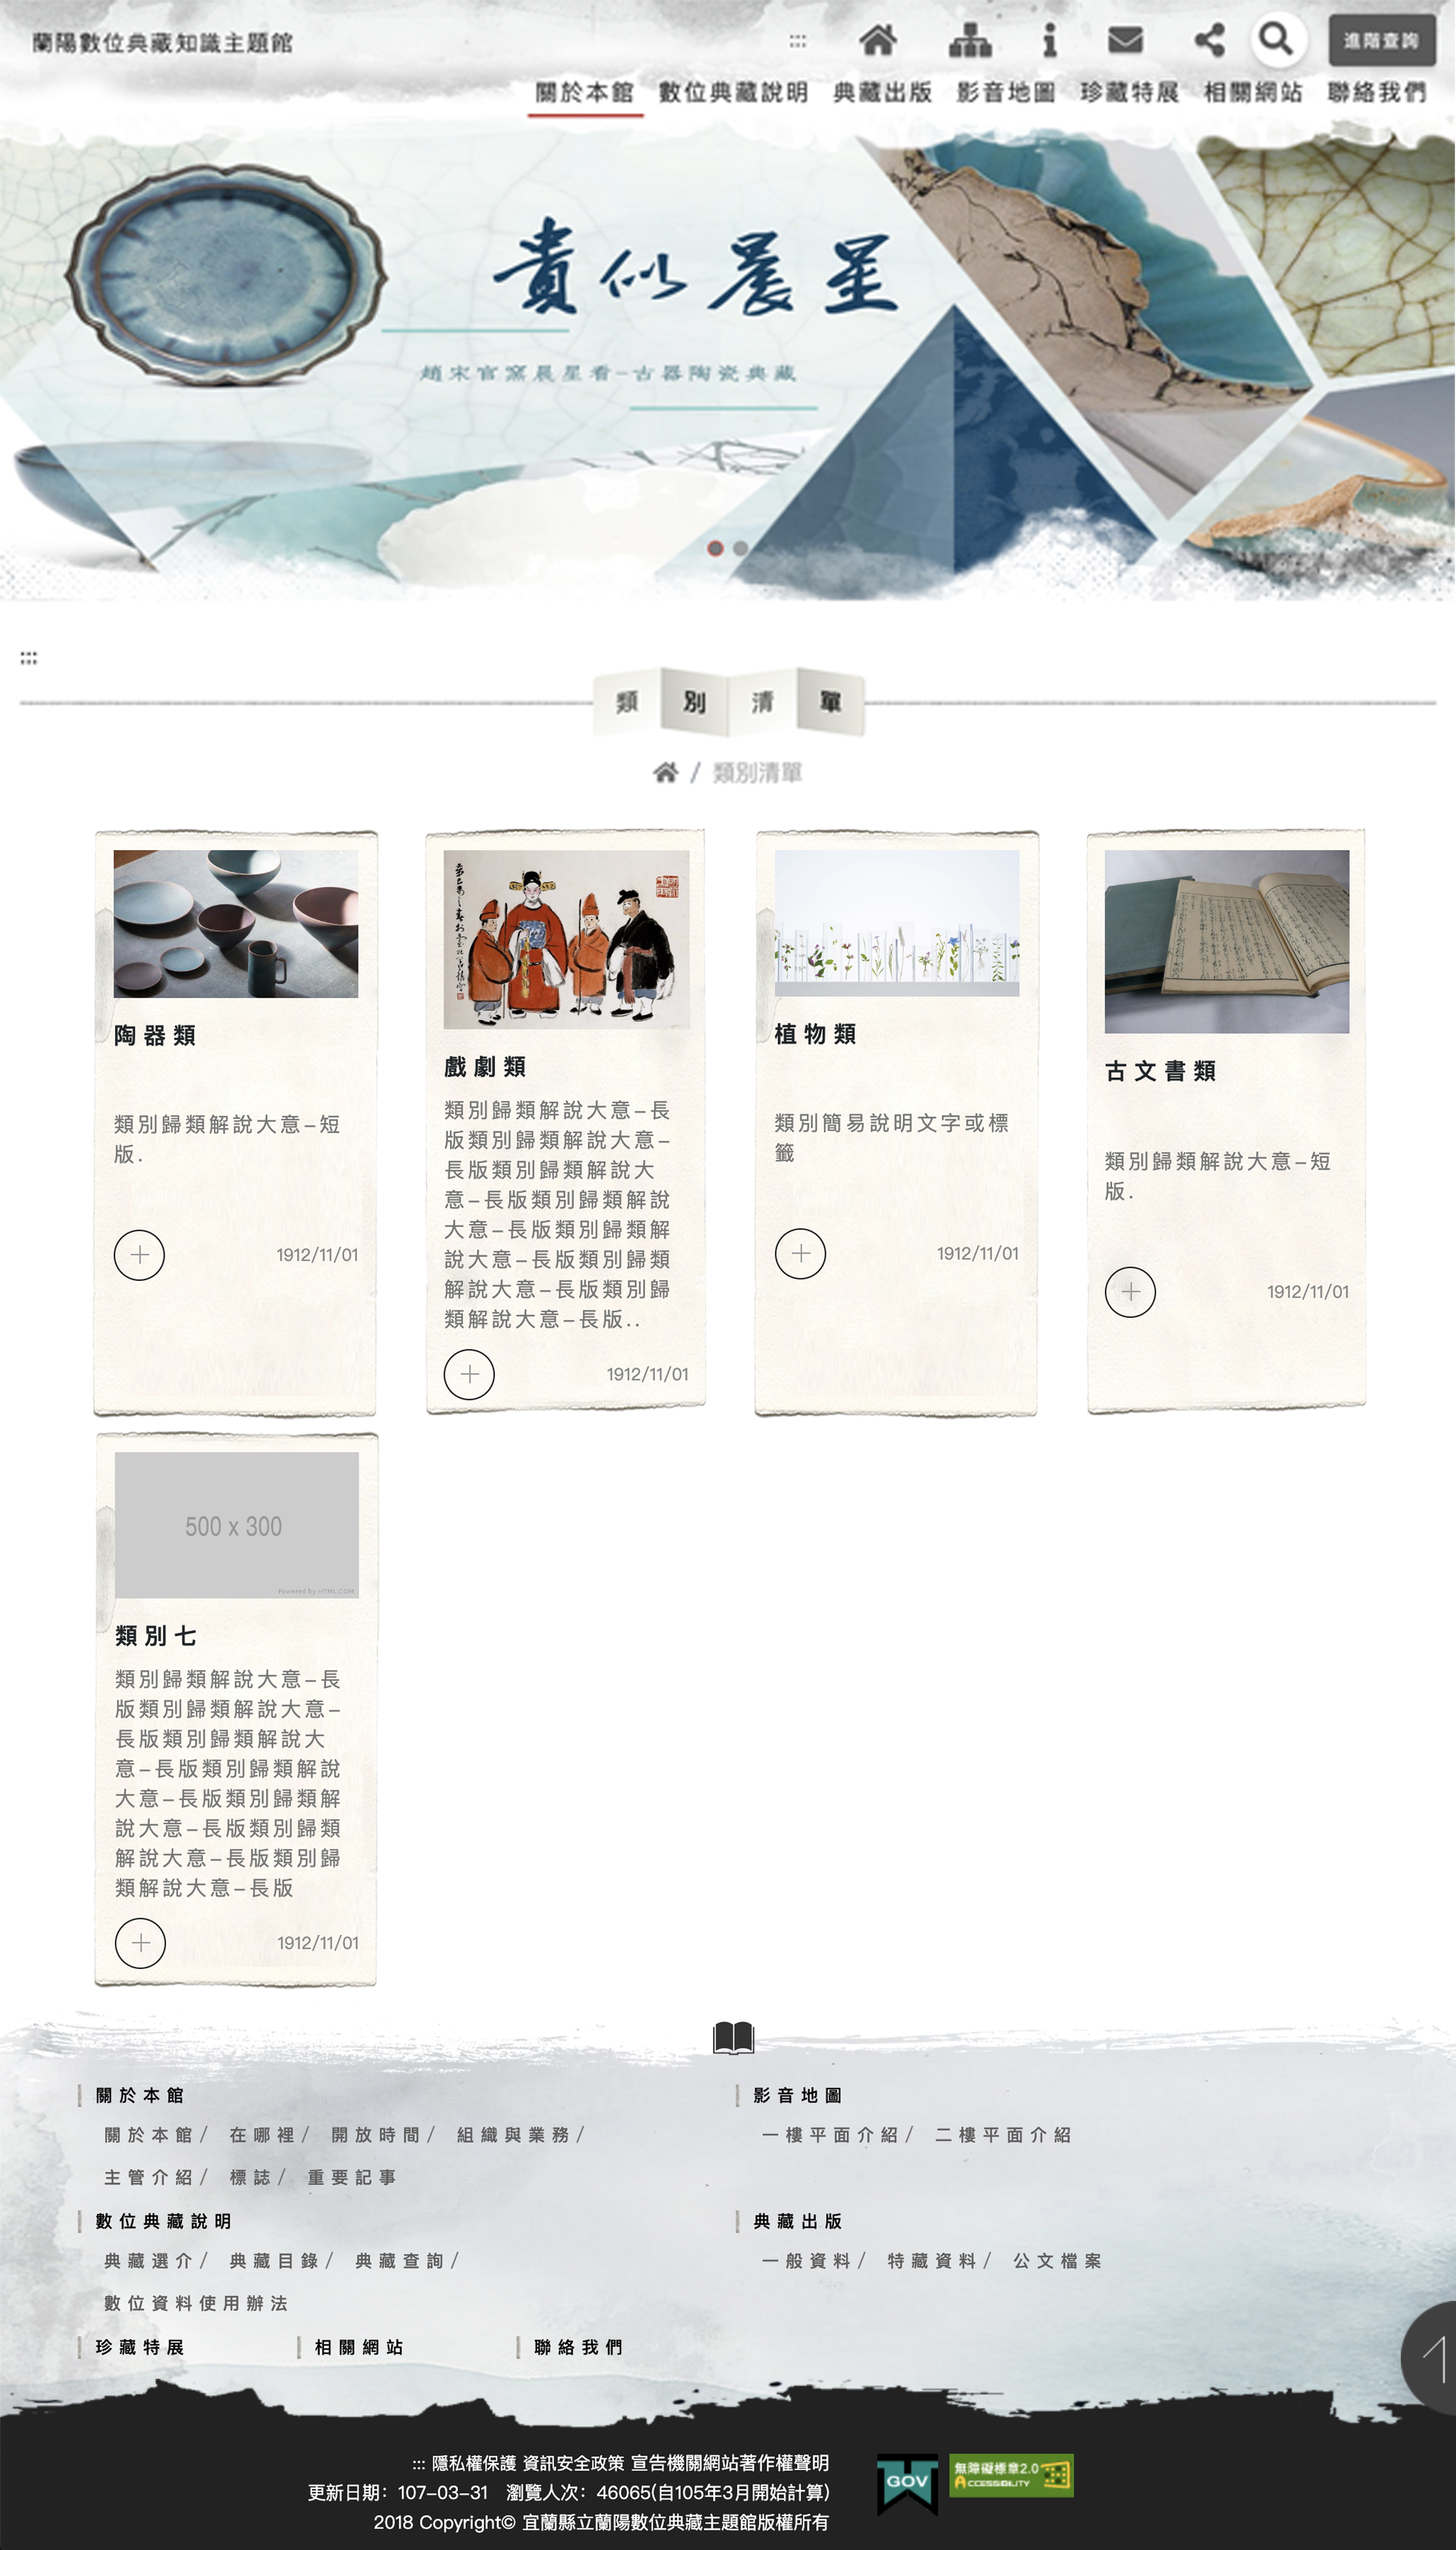 蘭陽數位典藏知識主題館
:::
進階查詢
關於本館 數位典藏說明 典藏出版 影音地圖 珍藏特展 相關網站 聯絡我們
貴似晨星
趙宋官窯晨星看-古器陶瓷典藏
:::
類別清單
/ 類別清單
陶器類
類別歸類解說大意–短
版.
1912/11/01
戲劇類
類別歸類解說大意–長
版類別歸類解說大意–
長版類別歸類解說大
意–長版類別歸類解說
大意–長版類別歸類解
說大意–長版類別歸類
解說大意–長版類別歸
類解說大意–長版..
1912/11/01
植物類
類別簡易說明文字或標
籤
1912/11/01
古文書類
類別歸類解說大意–短
版.
1912/11/01
500 x 300
Powered by HTML.COM
類別七
類別歸類解說大意–長
版類別歸類解說大意–
長版類別歸類解說大
意–長版類別歸類解說
大意–長版類別歸類解
說大意–長版類別歸類
解說大意–長版類別歸
類解說大意–長版
1912/11/01
關於本館
關於本館/ 在哪裡/ 開放時間/ 組織與業務/
主管介紹/ 標誌/ 重要記事
影音地圖
一樓平面介紹/ 二樓平面介紹
數位典藏說明
典藏選介/ 典藏目錄/ 典藏查詢/
數位資料使用辦法
典藏出版
一般資料/ 特藏資料/ 公文檔案
珍藏特展
相關網站
聯絡我們
::: 隱私權保護 資訊安全政策 宣告機關網站著作權聲明
更新日期：107–03–31 瀏覽人次：46065(自105年3月開始計算)
2018 Copyright© 宜蘭縣立蘭陽數位典藏主題館版權所有
GOV
無障礙標章2.0
ACCESSIBILITY